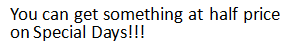 You can get something at half price
on Special Days!!!